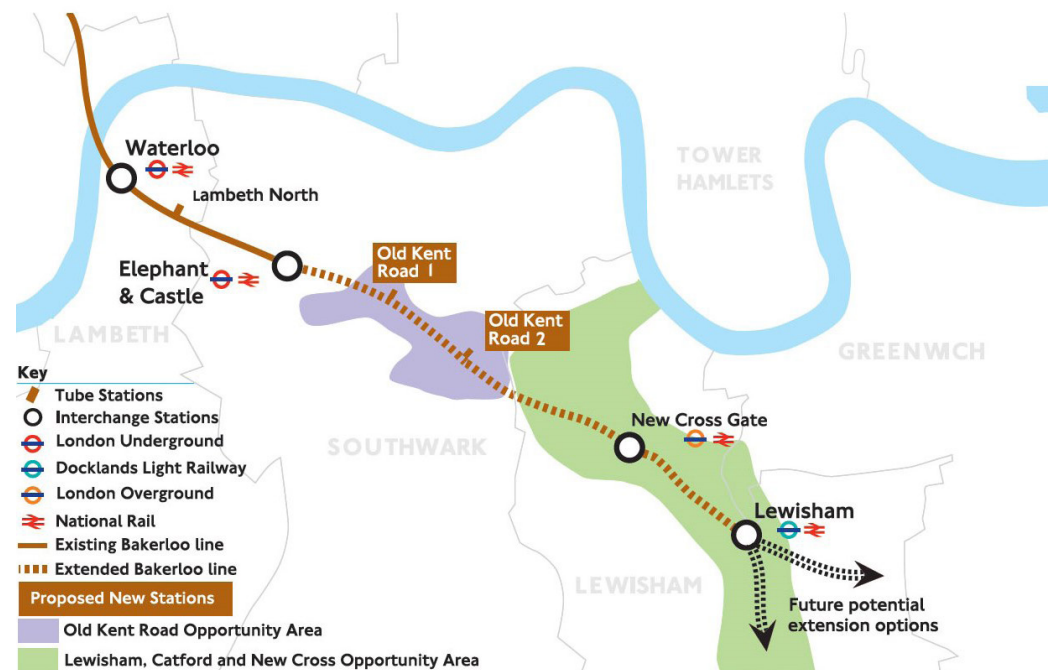 Waterloo
Lambeth North
TOWER
HAMLETS
Elephant
& Castle
Old Kent
Road 1
Old Kent
Road 2
LAMBETH
GREENWICH
SOUTHWARK
New Cross Gate
Lewisham
LEWISHAM
Future potential
extension options
Key
Tube Stations
Interchange Stations
London Underground
Docklands Light Railway
London Overground
National Rail
Existing Bakerloo line
Extended Bakerloo line
Proposed New Stations
Old Kent Road Opportunity Area
Lewisham, Catford and New Cross Opportunity Area